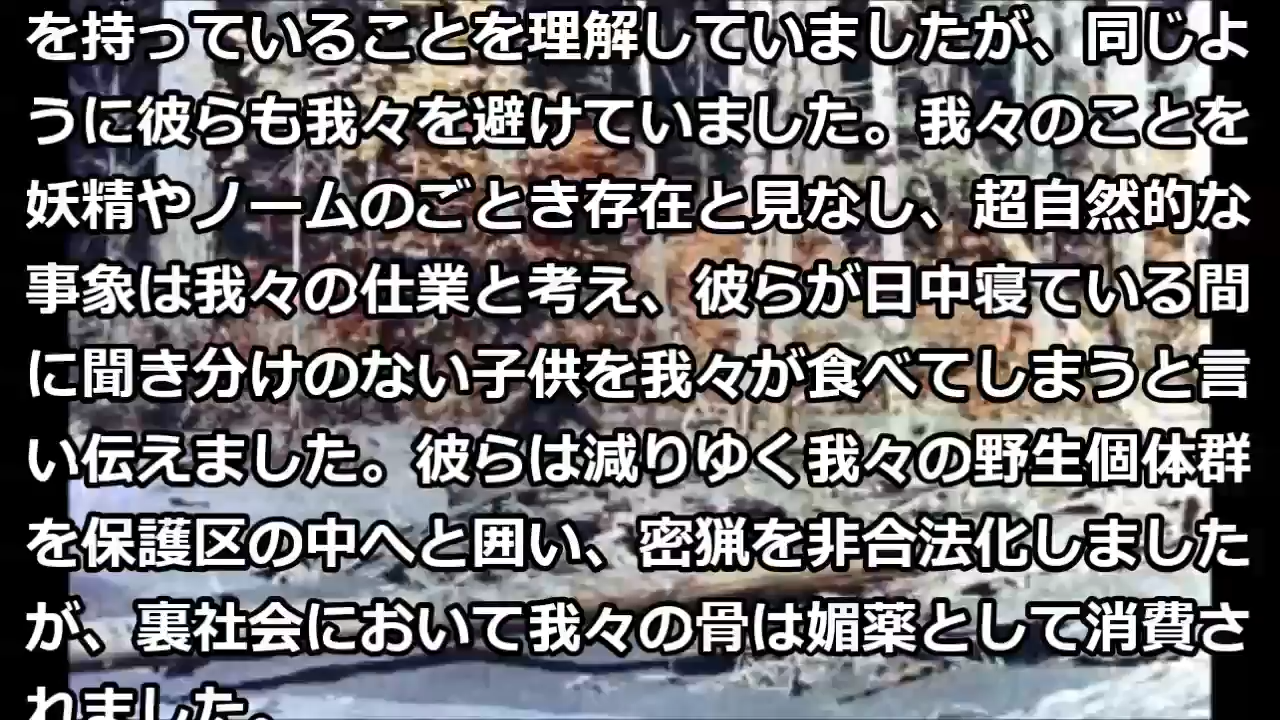 を持っていることを理解していましたが、同じよ
うに彼らも我々を避けていました。我々のことを
妖精やノームのごとき存在と見なし、超自然的な
事象は我々の仕業と考え、彼らが日中寝ている間
に聞き分けのない子供を我々が食べてしまうと言
い伝えました。彼らは減りゆく我々の野生個体群
を保護区の中へと囲い、密猟を非合法化しました
が、裏社会において我々の骨は媚薬として消費さ
れました。